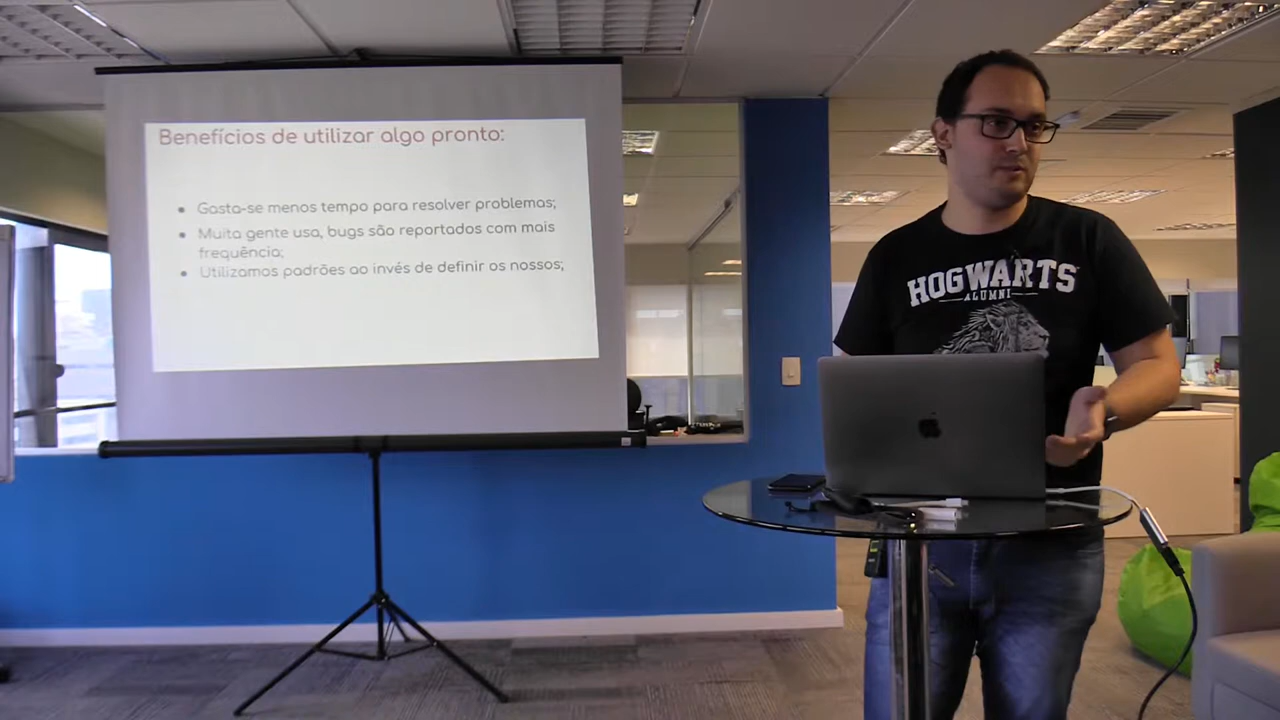 Benefícios de utilizar algo pronto:
Gasta-se menos tempo para resolver problemas;
Muita gente usa, bugs são reportados com mais
frequência;
Utilizamos padrões ao invés de definir os nossos;
HOGWARTS
ALUMNI